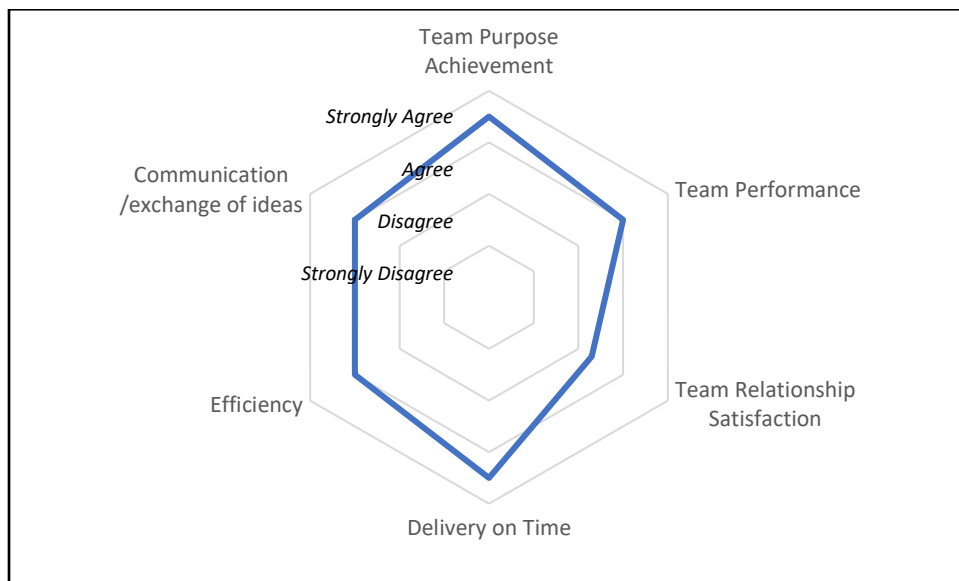 Team Purpose
Achievement
Strongly Agree
Agree
Communication
/exchange of ideas
Team Performance
Disagree
Strongly Disagree
Efficiency
Team Relationship
Satisfaction
Delivery on Time